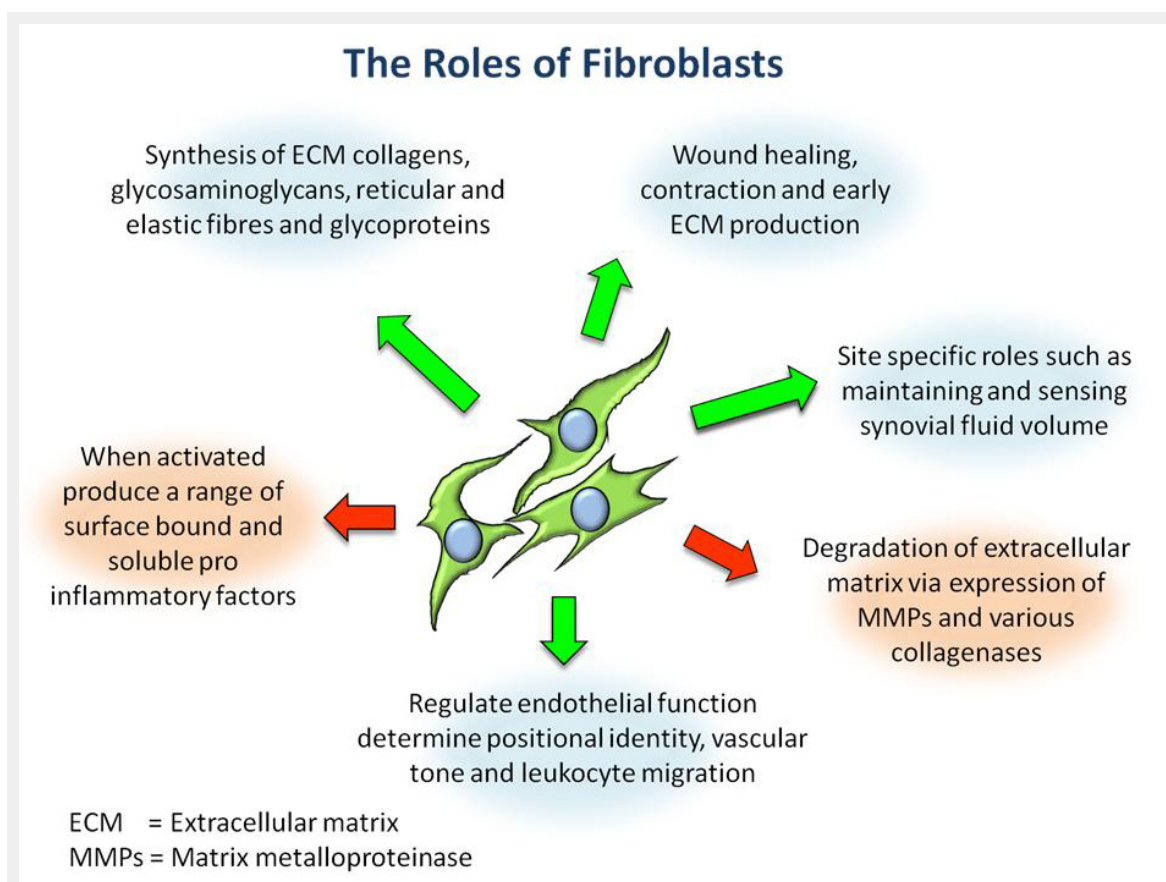 The Roles of Fibroblasts
Synthesis of ECM collagens,
glycosaminoglycans, reticular and
elastic fibres and glycoproteins
Wound healing,
contraction and early
ECM production
Site specific roles such as
maintaining and sensing
synovial fluid volume
When activated
produce a range of
surface bound and
soluble pro
inflammatory factors
Degradation of extracellular
matrix via expression of
MMPs and various
collagenases
Regulate endothelial function
determine positional identity, vascular
tone and leukocyte migration
ECM = Extracellular matrix
MMPs = Matrix metalloproteinase